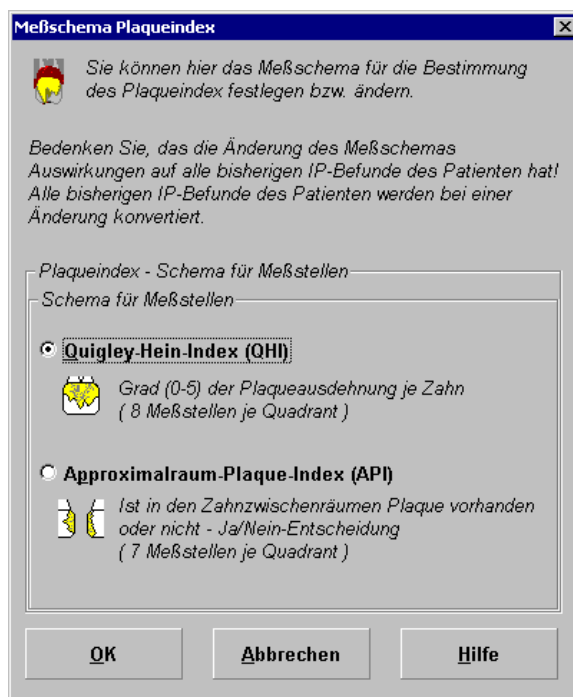 Meßschema Plaqueindex
Sie können hier das Meßschema für die Bestimmung
des Plaqueindex festlegen bzw. ändern.
Bedenken Sie, das die Änderung des Meßschemas
Auswirkungen auf alle bisherigen IP-Befunde des Patienten hat!
Alle bisherigen IP-Befunde des Patienten werden bei einer
Änderung konvertiert.
Plaqueindex - Schema für Meßstellen
Schema für Meßstellen
Quigley-Hein-Index (QHI)
Grad (0-5) der Plaqueausdehnung je Zahn
( 8 Meßstellen je Quadrant )
Approximalraum-Plaque-Index (API)
Ist in den Zahnzwischenräumen Plaque vorhanden
oder nicht - Ja/Nein-Entscheidung
( 7 Meßstellen je Quadrant )
OK Abbrechen Hilfe